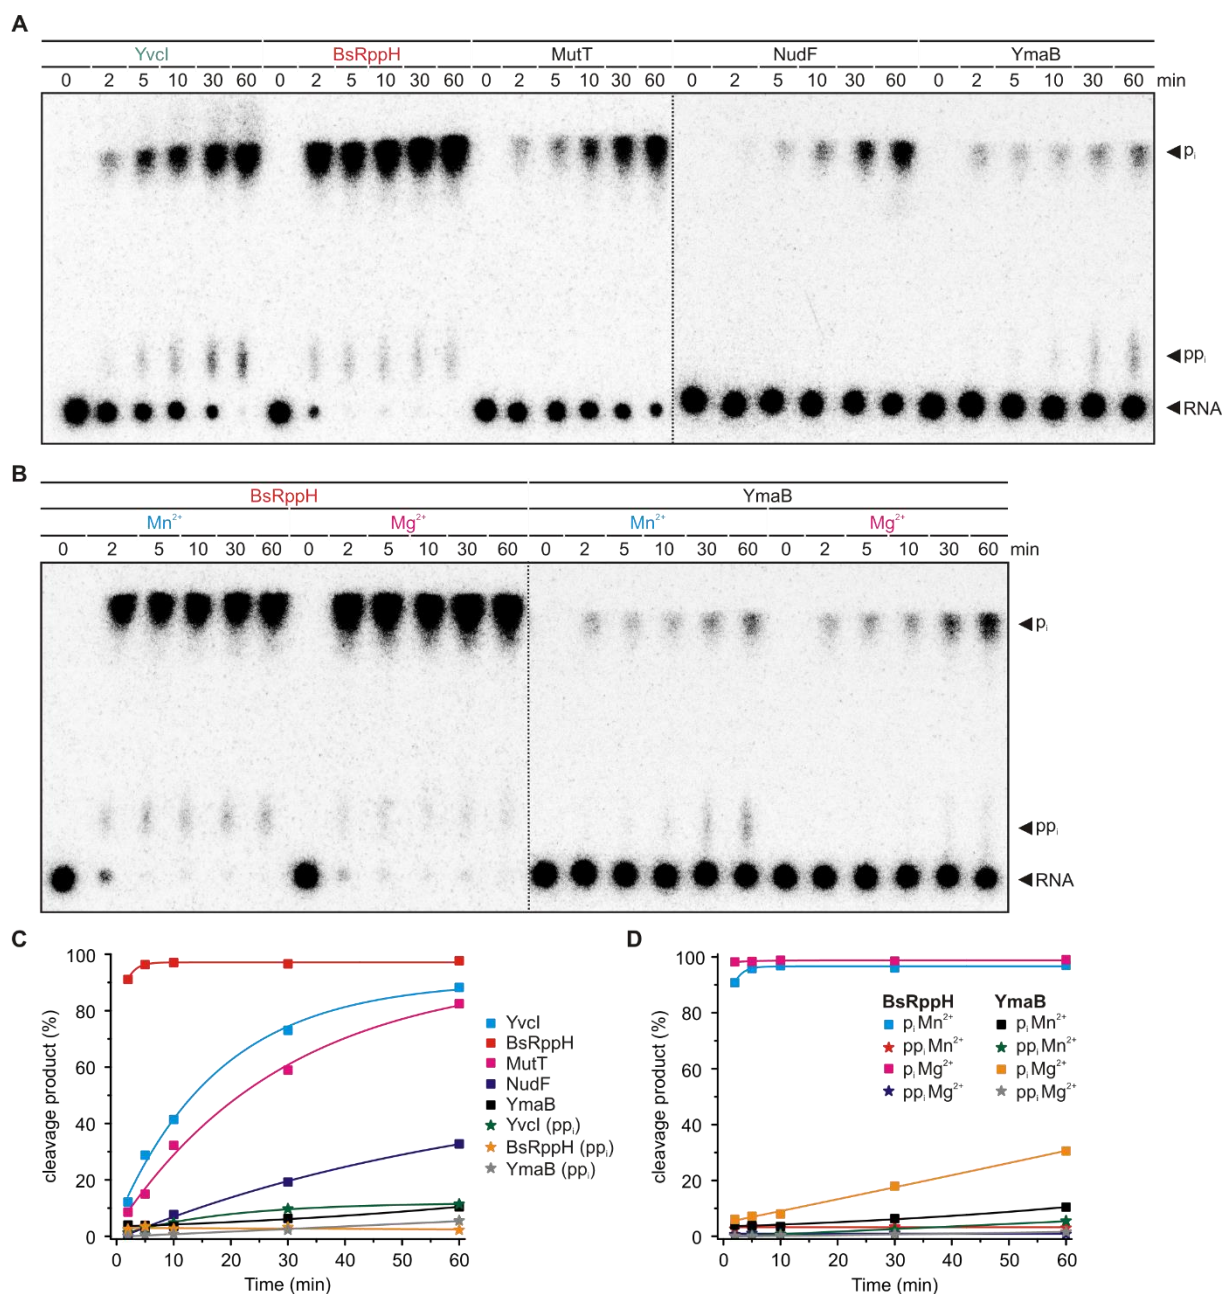 A
YvcI BsRppH MutT NudF YmaB
0 2 5 10 30 60 0 2 5 10 30 60 0 2 5 10 30 60 0 2 5 10 30 60 0 2 5 10 30 60 min
pᵢ
ppᵢ
RNA
B
BsRppH YmaB
Mn²⁺ Mg²⁺ Mn²⁺ Mg²⁺
0 2 5 10 30 60 0 2 5 10 30 60 0 2 5 10 30 60 0 2 5 10 30 60 min
pᵢ
ppᵢ
RNA
C
cleavage product (%)
100
80
60
40
20
0
0 10 20 30 40 50 60
Time (min)
YvcI
BsRppH
MutT
NudF
YmaB
YvcI (ppᵢ)
BsRppH (ppᵢ)
YmaB (ppᵢ)
D
cleavage product (%)
100
80
60
40
20
0
0 10 20 30 40 50 60
Time (min)
BsRppH YmaB
pᵢ Mn²⁺ pᵢ Mn²⁺
ppᵢ Mn²⁺ ppᵢ Mn²⁺
pᵢ Mg²⁺ pᵢ Mg²⁺
ppᵢ Mg²⁺ ppᵢ Mg²⁺